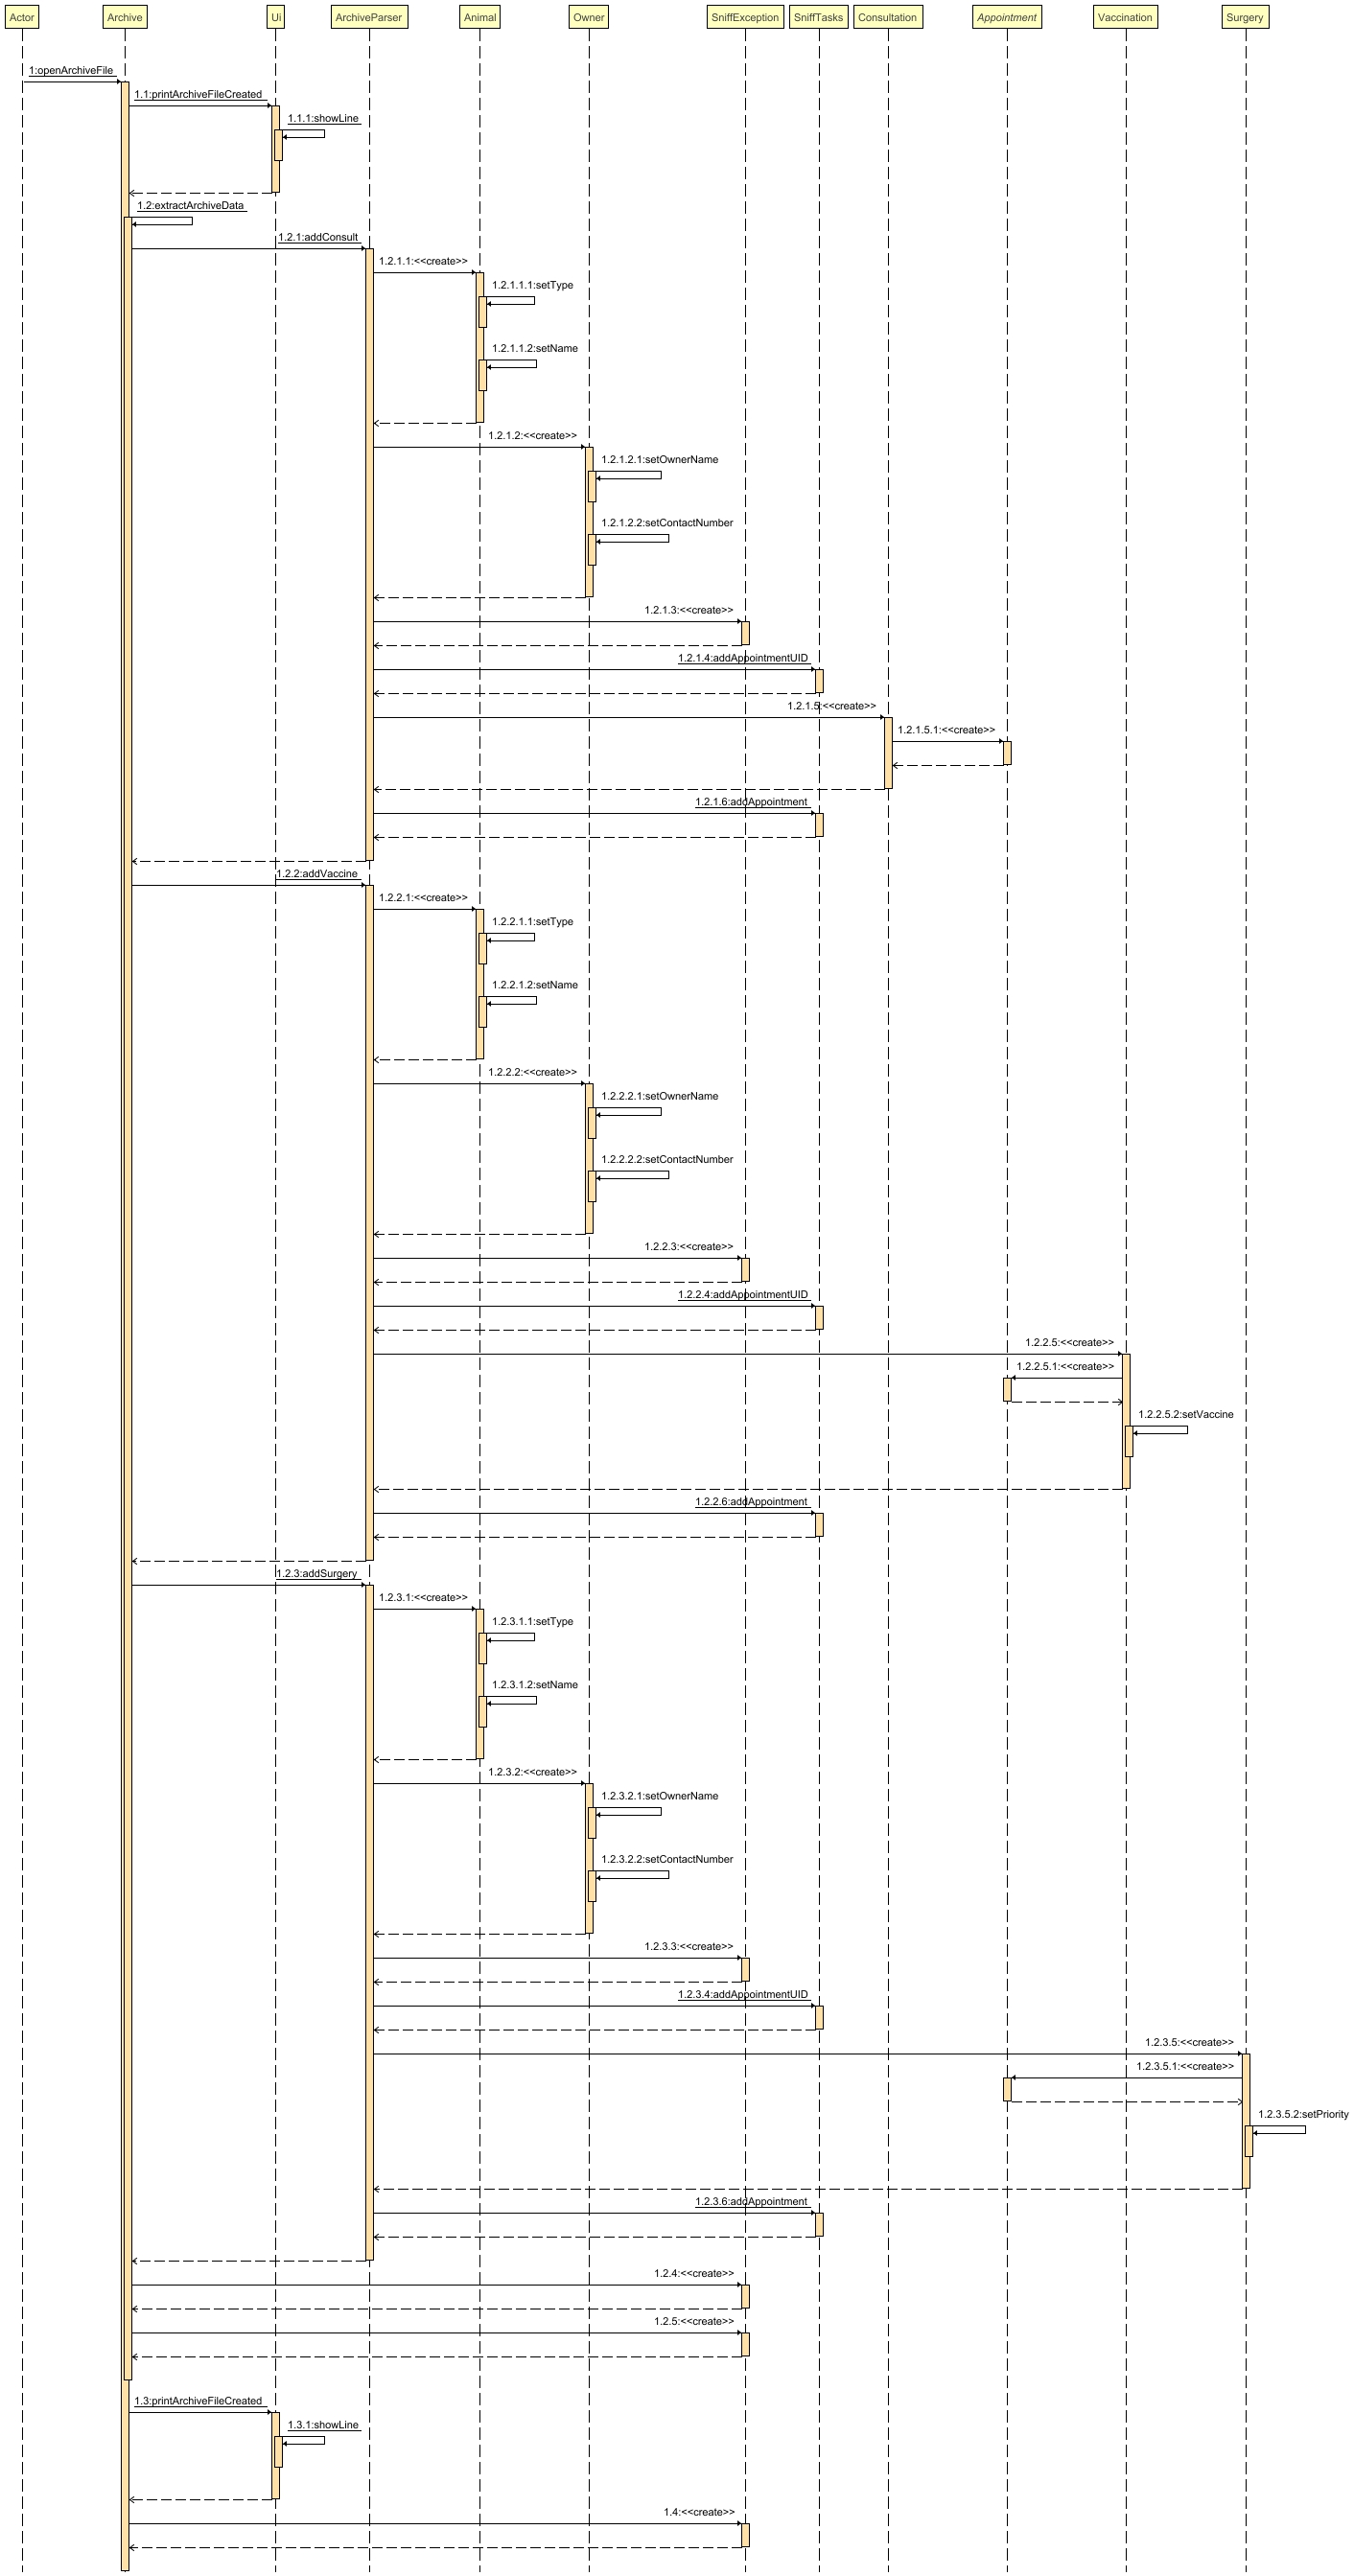 Actor Archive Ui ArchiveParser Animal Owner SniffException SniffTasks Consultation Appointment Vaccination Surgery
1:openArchiveFile
1.1:printArchiveFileCreated
1.1.1:showLine
1.2:extractArchiveData
1.2.1:addConsult
1.2.1.1:<<create>>
1.2.1.1.1:setType
1.2.1.1.2:setName
1.2.1.2:<<create>>
1.2.1.2.1:setOwnerName
1.2.1.2.2:setContactNumber
1.2.1.3:<<create>>
1.2.1.4:addAppointmentUID
1.2.1.5:<<create>>
1.2.1.5.1:<<create>>
1.2.1.6:addAppointment
1.2.2:addVaccine
1.2.2.1:<<create>>
1.2.2.1.1:setType
1.2.2.1.2:setName
1.2.2.2:<<create>>
1.2.2.2.1:setOwnerName
1.2.2.2.2:setContactNumber
1.2.2.3:<<create>>
1.2.2.4:addAppointmentUID
1.2.2.5:<<create>>
1.2.2.5.1:<<create>>
1.2.2.5.2:setVaccine
1.2.2.6:addAppointment
1.2.3:addSurgery
1.2.3.1:<<create>>
1.2.3.1.1:setType
1.2.3.1.2:setName
1.2.3.2:<<create>>
1.2.3.2.1:setOwnerName
1.2.3.2.2:setContactNumber
1.2.3.3:<<create>>
1.2.3.4:addAppointmentUID
1.2.3.5:<<create>>
1.2.3.5.1:<<create>>
1.2.3.5.2:setPriority
1.2.3.6:addAppointment
1.2.4:<<create>>
1.2.5:<<create>>
1.3:printArchiveFileCreated
1.3.1:showLine
1.4:<<create>>